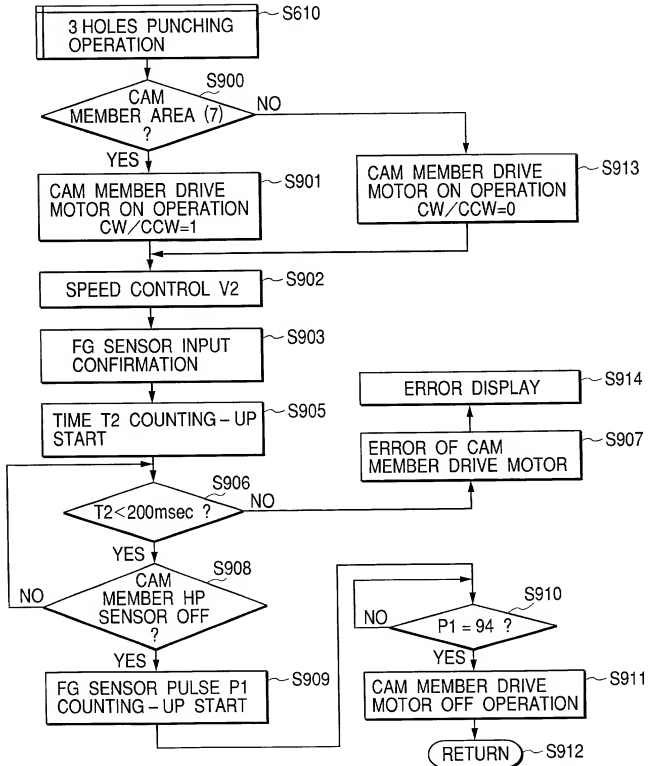 3 HOLES PUNCHING
OPERATION
S610
CAM
MEMBER AREA (7)
?
S900
NO
YES
CAM MEMBER DRIVE
MOTOR ON OPERATION
CW/CCW=1
S901
CAM MEMBER DRIVE
MOTOR ON OPERATION
CW/CCW=0
S913
SPEED CONTROL V2
S902
FG SENSOR INPUT
CONFIRMATION
S903
TIME T2 COUNTING-UP
START
S905
ERROR DISPLAY
S914
ERROR OF CAM
MEMBER DRIVE MOTOR
S907
T2<200msec ?
S906
NO
YES
CAM
MEMBER HP
SENSOR OFF
?
S908
NO
YES
FG SENSOR PULSE P1
COUNTING-UP START
S909
P1 = 94 ?
S910
NO
YES
CAM MEMBER DRIVE
MOTOR OFF OPERATION
S911
RETURN
S912